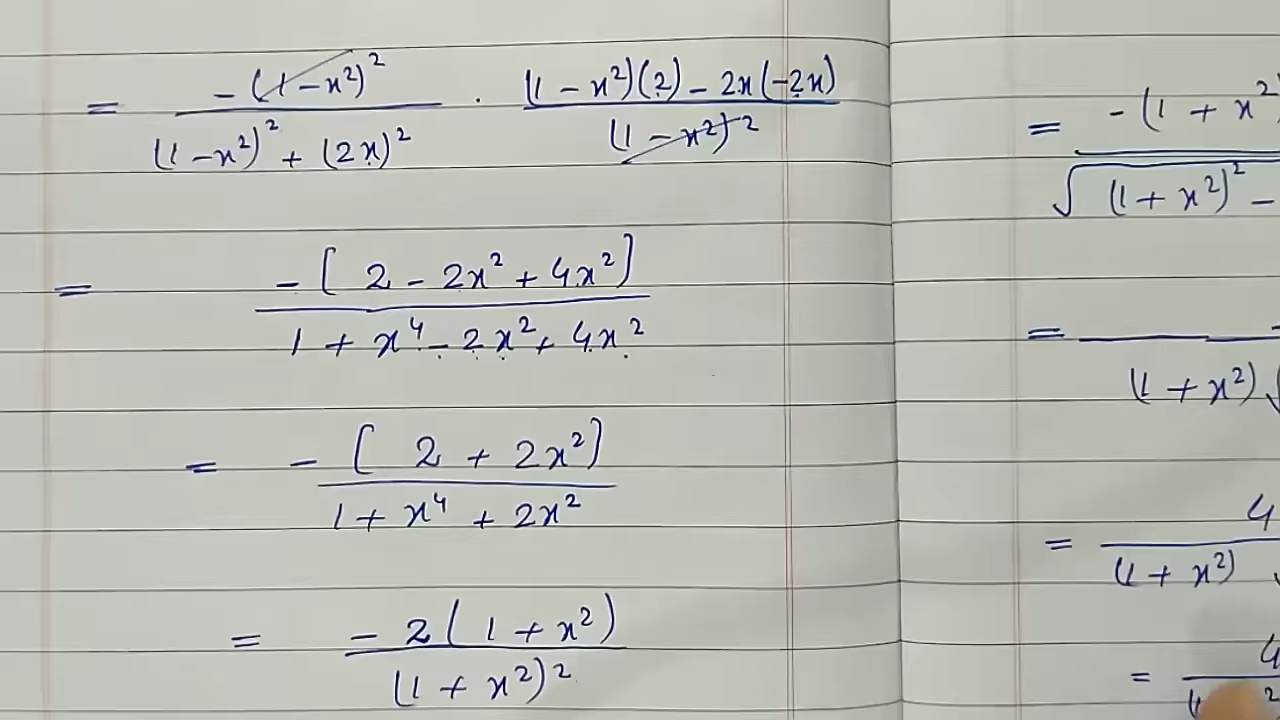 = -(1-x²)² / (1-x²)² + (2x)² · (1-x²)(2) - 2x(-2x) / (1-x²)²
= -[2 - 2x² + 4x²] / 1 + x⁴ - 2x² + 4x²
= -[2 + 2x²] / 1 + x⁴ + 2x²
= -2(1 + x²) / (1 + x²)²
= -(1 + x²) / √(1 + x²)² -
= / (1 + x²) √
= 4 / (1 + x²)
= 4